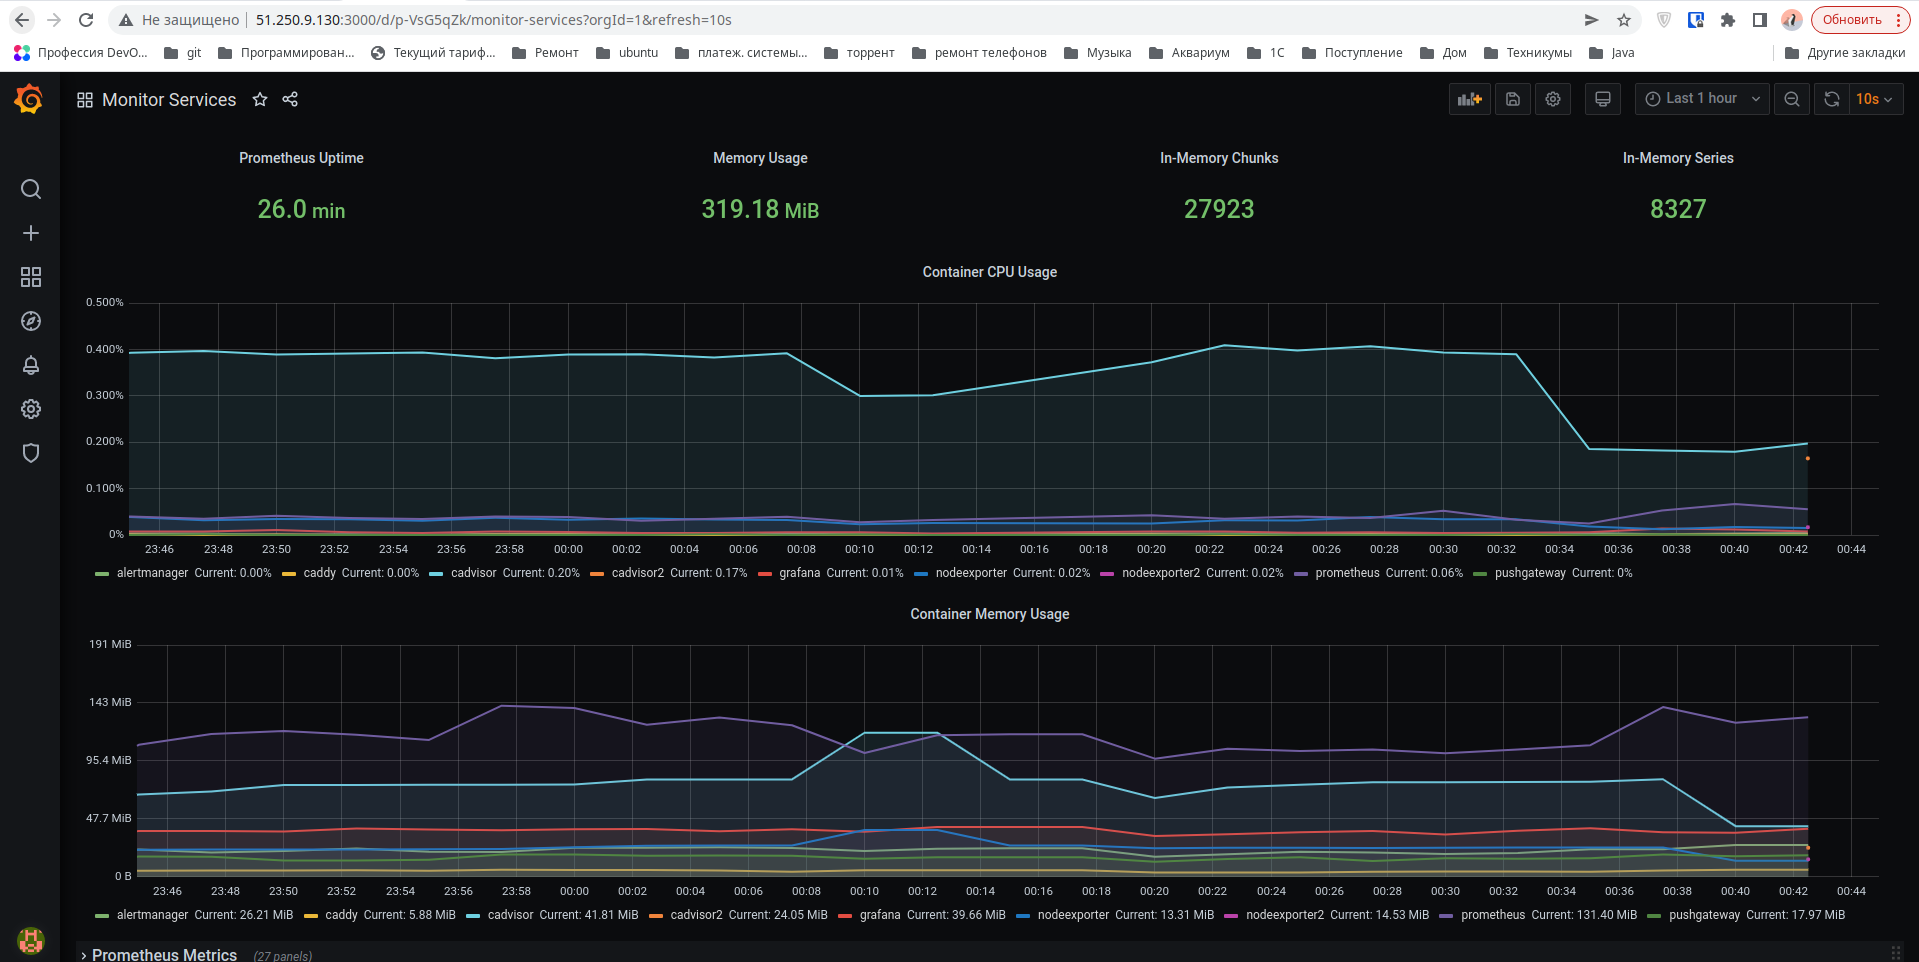 Не защищено 51.250.9.130:3000/d/p-VsG5qZk/monitor-services?orgId=1&refresh=10s Обновить
Профессия DevO... git Программирован... Текущий тариф... Ремонт ubuntu платеж. системы... торрент ремонт телефонов Музыка Аквариум 1С Поступление Дом Техникумы Java Другие закладки
Monitor Services Last 1 hour 10s
Prometheus Uptime Memory Usage In-Memory Chunks In-Memory Series
26.0 min 319.18 MiB 27923 8327
Container CPU Usage
0.500%
0.400%
0.300%
0.200%
0.100%
0%
23:46 23:48 23:50 23:52 23:54 23:56 23:58 00:00 00:02 00:04 00:06 00:08 00:10 00:12 00:14 00:16 00:18 00:20 00:22 00:24 00:26 00:28 00:30 00:32 00:34 00:36 00:38 00:40 00:42 00:44
alertmanager Current: 0.00% caddy Current: 0.00% cadvisor Current: 0.20% cadvisor2 Current: 0.17% grafana Current: 0.01% nodeexporter Current: 0.02% nodeexporter2 Current: 0.02% prometheus Current: 0.06% pushgateway Current: 0%
Container Memory Usage
191 MiB
143 MiB
95.4 MiB
47.7 MiB
0 B
23:46 23:48 23:50 23:52 23:54 23:56 23:58 00:00 00:02 00:04 00:06 00:08 00:10 00:12 00:14 00:16 00:18 00:20 00:22 00:24 00:26 00:28 00:30 00:32 00:34 00:36 00:38 00:40 00:42 00:44
alertmanager Current: 26.21 MiB caddy Current: 5.88 MiB cadvisor Current: 41.81 MiB cadvisor2 Current: 24.05 MiB grafana Current: 39.66 MiB nodeexporter Current: 13.31 MiB nodeexporter2 Current: 14.53 MiB prometheus Current: 131.40 MiB pushgateway Current: 17.97 MiB
Prometheus Metrics (27 panels)